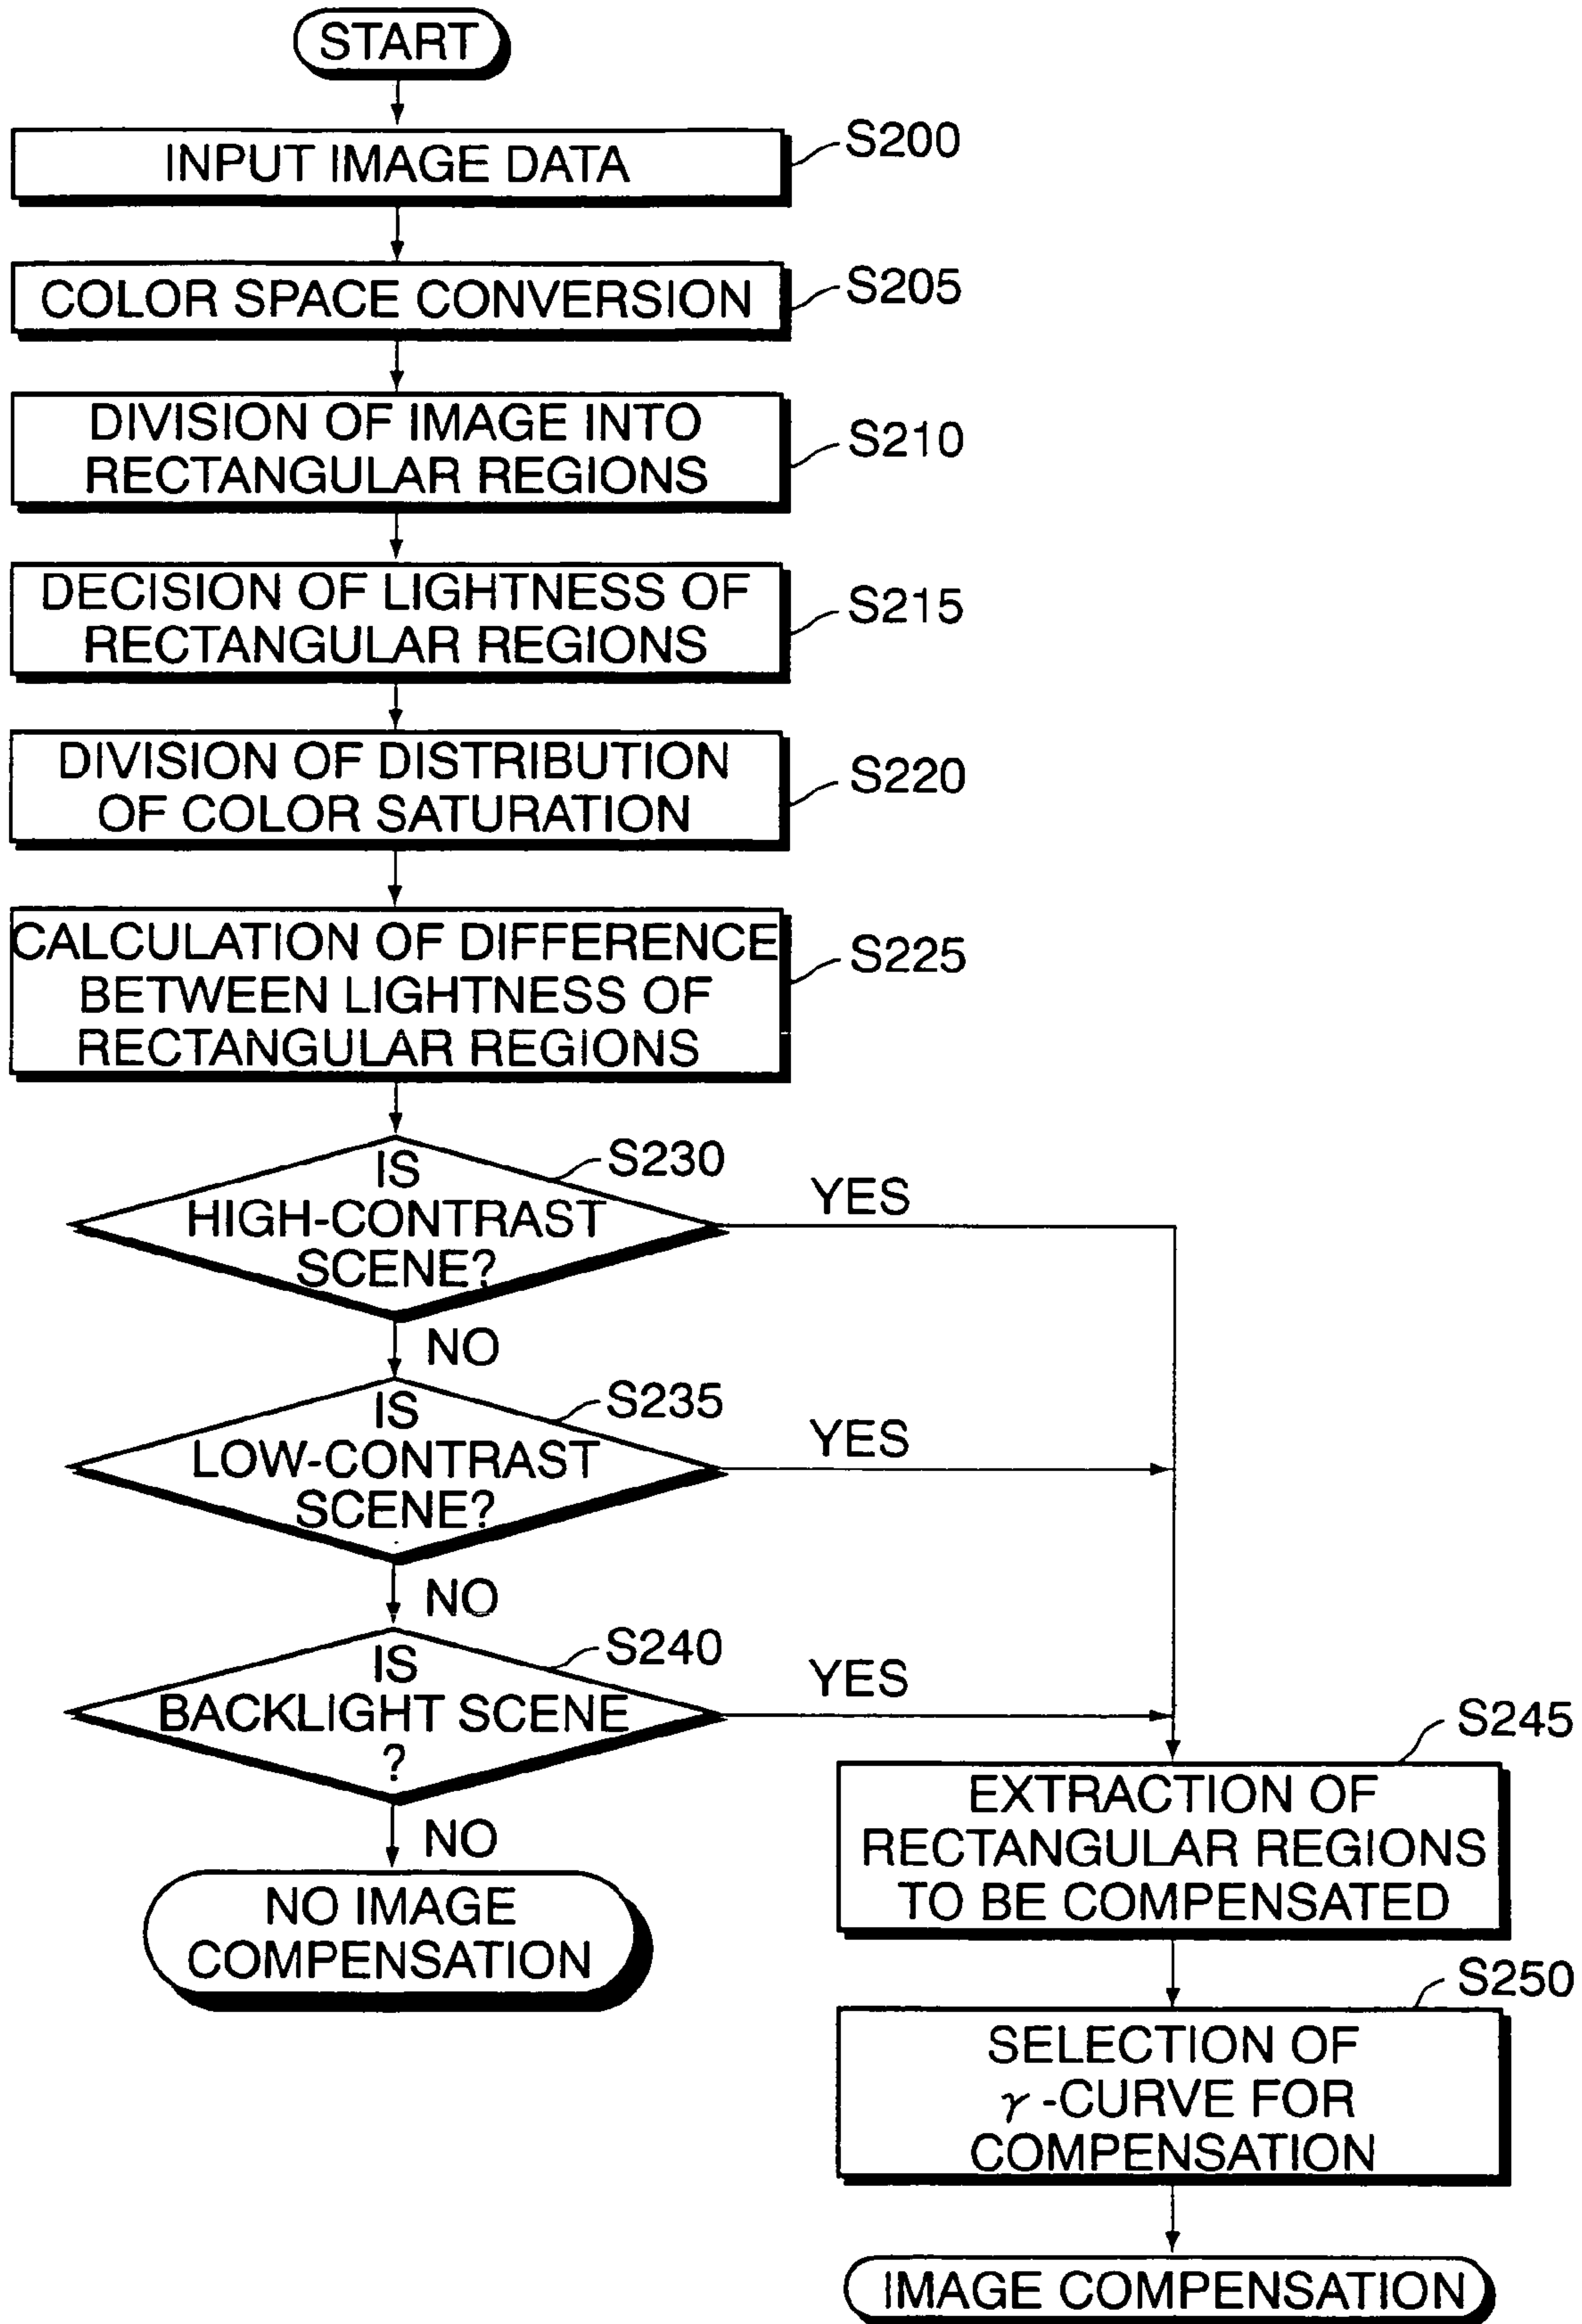 START
INPUT IMAGE DATA
S200
COLOR SPACE CONVERSION
S205
DIVISION OF IMAGE INTO
RECTANGULAR REGIONS
S210
DECISION OF LIGHTNESS OF
RECTANGULAR REGIONS
S215
DIVISION OF DISTRIBUTION
OF COLOR SATURATION
S220
CALCULATION OF DIFFERENCE
BETWEEN LIGHTNESS OF
RECTANGULAR REGIONS
S225
IS
HIGH-CONTRAST
SCENE?
S230
YES
NO
IS
LOW-CONTRAST
SCENE?
S235
YES
NO
IS
BACKLIGHT SCENE
?
S240
YES
NO
NO IMAGE
COMPENSATION
S245
EXTRACTION OF
RECTANGULAR REGIONS
TO BE COMPENSATED
S250
SELECTION OF
γ-CURVE FOR
COMPENSATION
IMAGE COMPENSATION